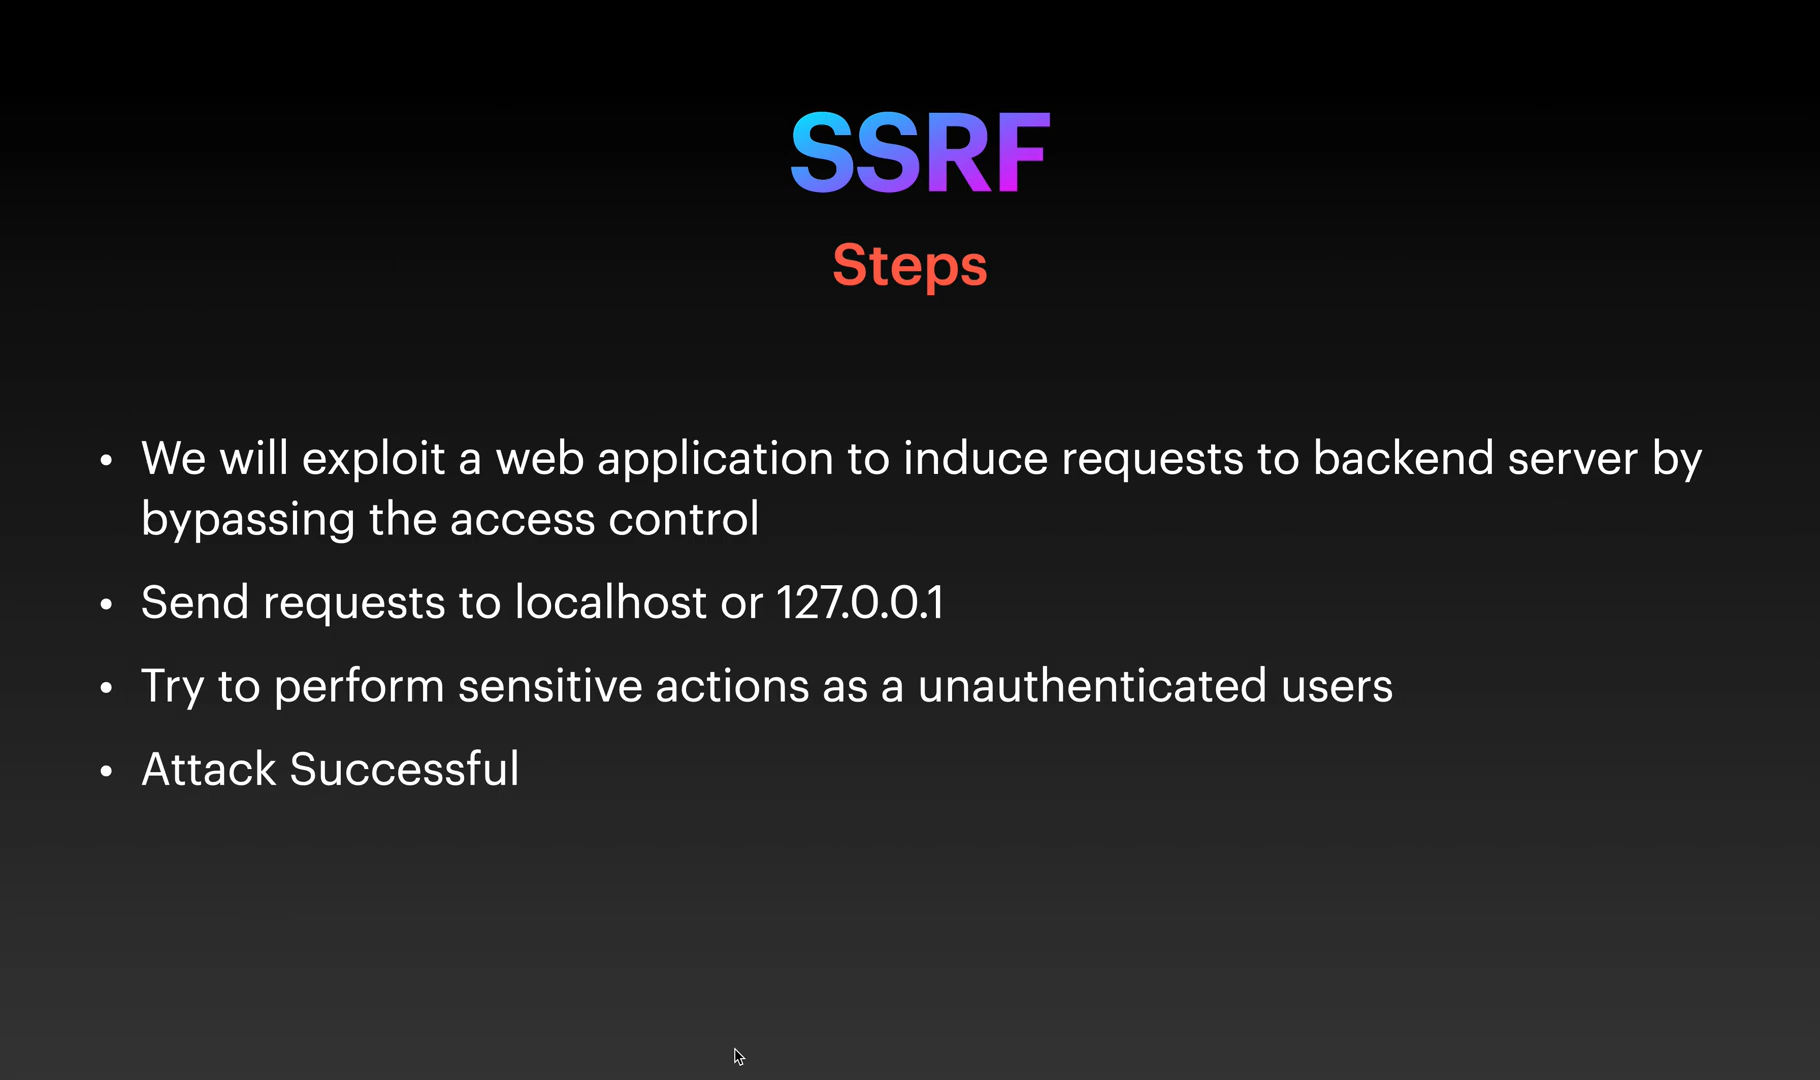 SSRF
Steps
• We will exploit a web application to induce requests to backend server by
bypassing the access control
• Send requests to localhost or 127.0.0.1
• Try to perform sensitive actions as a unauthenticated users
• Attack Successful